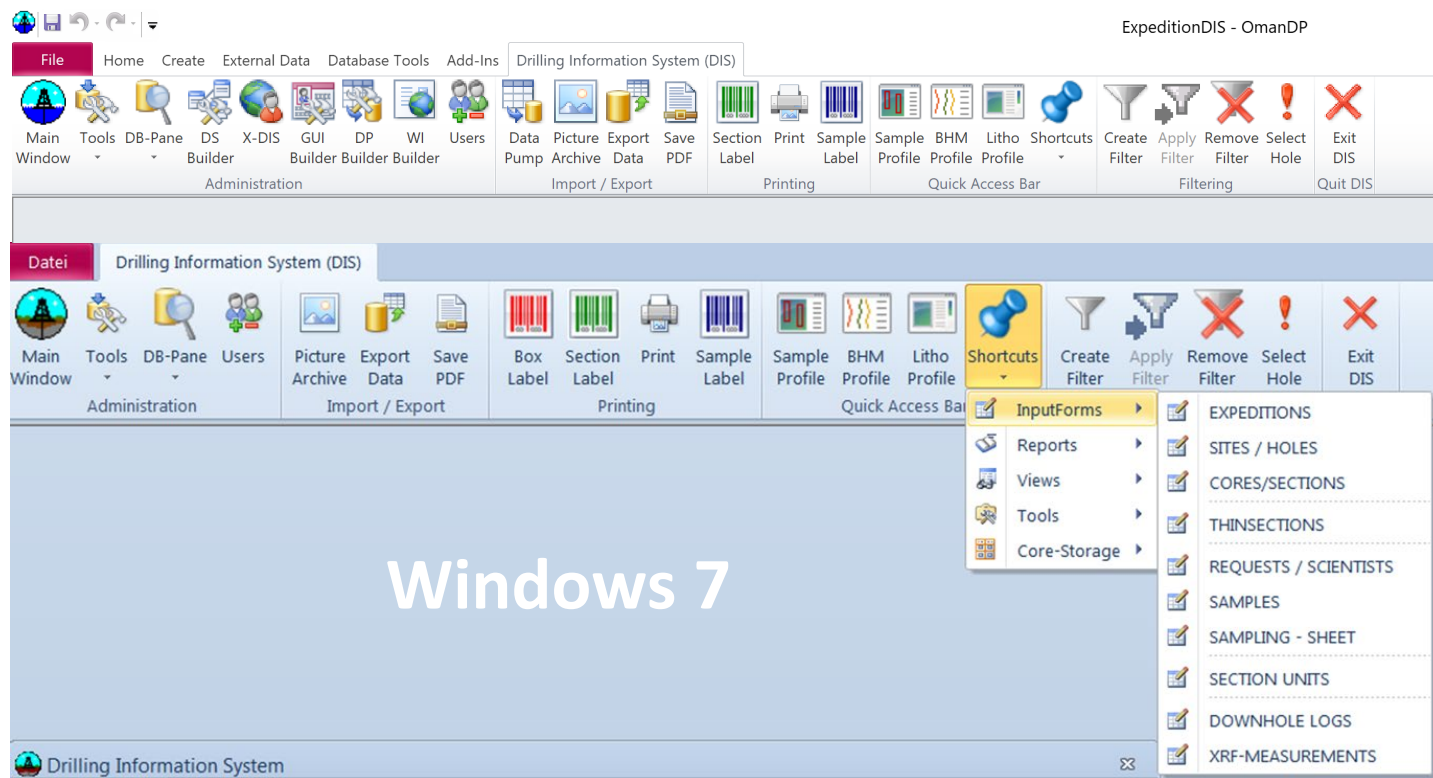 ExpeditionDIS - OmanDP
File Home Create External Data Database Tools Add-Ins Drilling Information System (DIS)
Main Tools DB-Pane DS X-DIS GUI DP WI Users Data Picture Export Save Section Print Sample Sample BHM Litho Shortcuts Create Apply Remove Select Exit
Window Builder Builder Builder Builder Pump Archive Data PDF Label Label Profile Profile Profile Filter Filter Filter Hole DIS
Administration Import / Export Printing Quick Access Bar Filtering Quit DIS
Datei Drilling Information System (DIS)
Main Tools DB-Pane Users Picture Export Save Box Section Print Sample Sample BHM Litho Shortcuts Create Apply Remove Select Exit
Window Archive Data PDF Label Label Label Profile Profile Profile Filter Filter Filter Hole DIS
Administration Import / Export Printing Quick Access Ba
InputForms
Reports
Views
Tools
Core-Storage
EXPEDITIONS
SITES / HOLES
CORES/SECTIONS
THINSECTIONS
REQUESTS / SCIENTISTS
SAMPLES
SAMPLING - SHEET
SECTION UNITS
DOWNHOLE LOGS
XRF-MEASUREMENTS
Windows 7
Drilling Information System